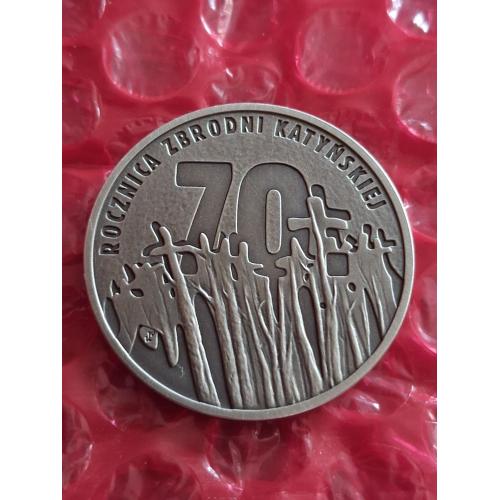 ROCZNICA ZBRODNI KATYŃSKIEJ
70